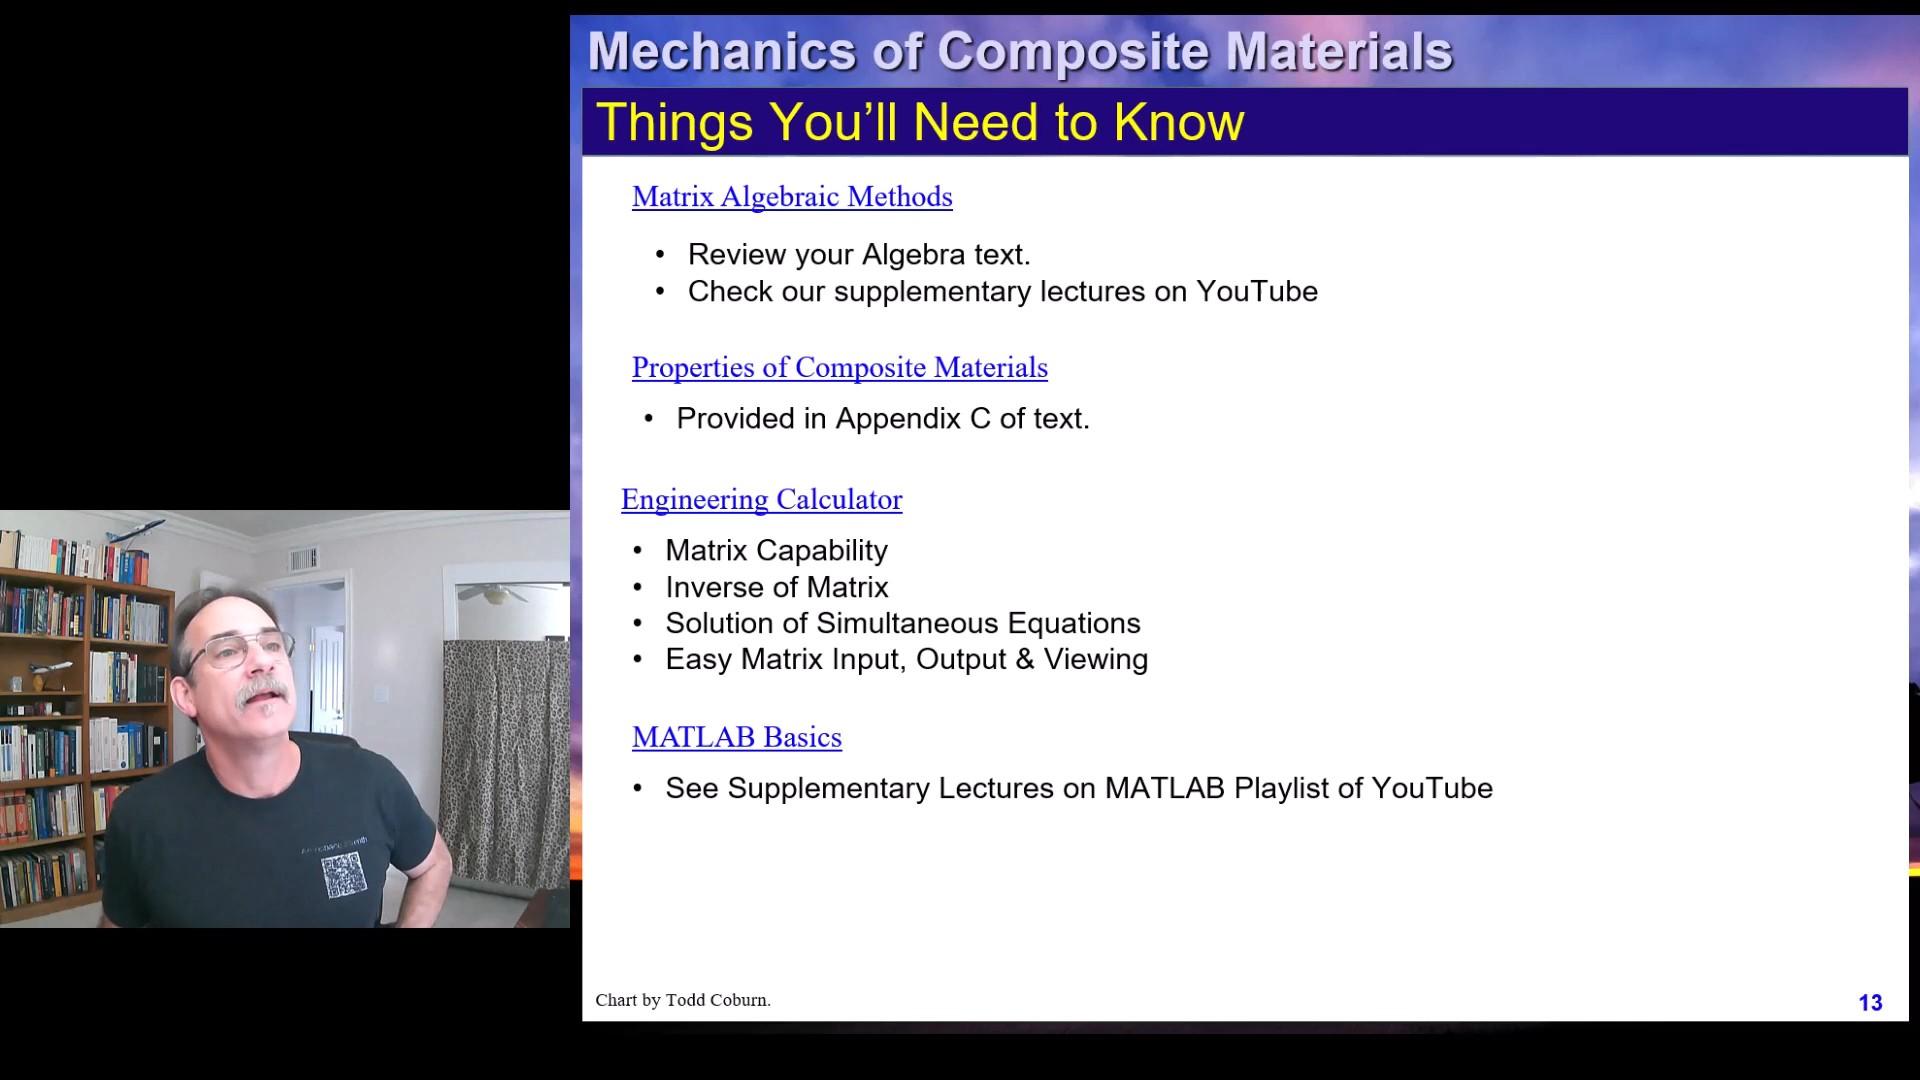 Mechanics of Composite Materials
Things You’ll Need to Know
Matrix Algebraic Methods
• Review your Algebra text.
• Check our supplementary lectures on YouTube
Properties of Composite Materials
• Provided in Appendix C of text.
Engineering Calculator
• Matrix Capability
• Inverse of Matrix
• Solution of Simultaneous Equations
• Easy Matrix Input, Output & Viewing
MATLAB Basics
• See Supplementary Lectures on MATLAB Playlist of YouTube
Chart by Todd Coburn.
13